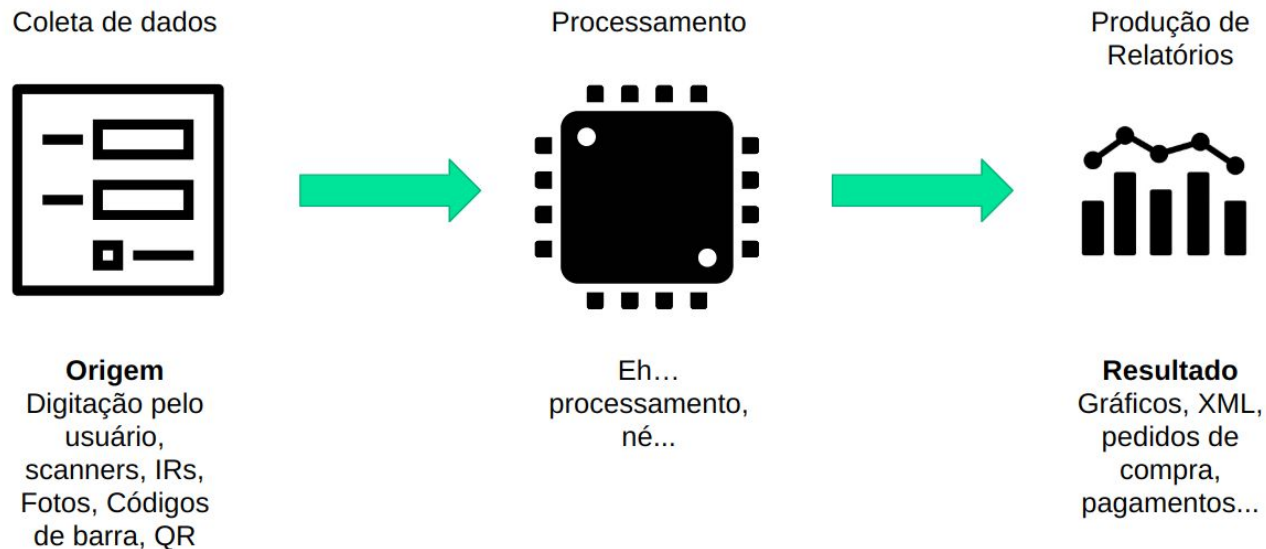 Coleta de dados
Processamento
Produção de
Relatórios
Origem
Digitação pelo
usuário,
scanners, IRs,
Fotos, Códigos
de barra, QR
Eh…
processamento,
né...
Resultado
Gráficos, XML,
pedidos de
compra,
pagamentos...